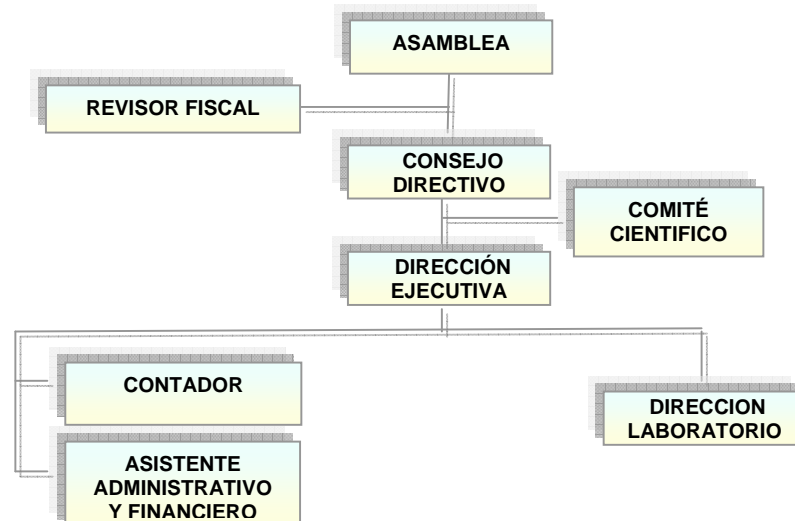 ASAMBLEA
REVISOR FISCAL
CONSEJO
DIRECTIVO
COMITÉ
CIENTIFICO
DIRECCIÓN
EJECUTIVA
CONTADOR
DIRECCION
LABORATORIO
ASISTENTE
ADMINISTRATIVO
Y FINANCIERO